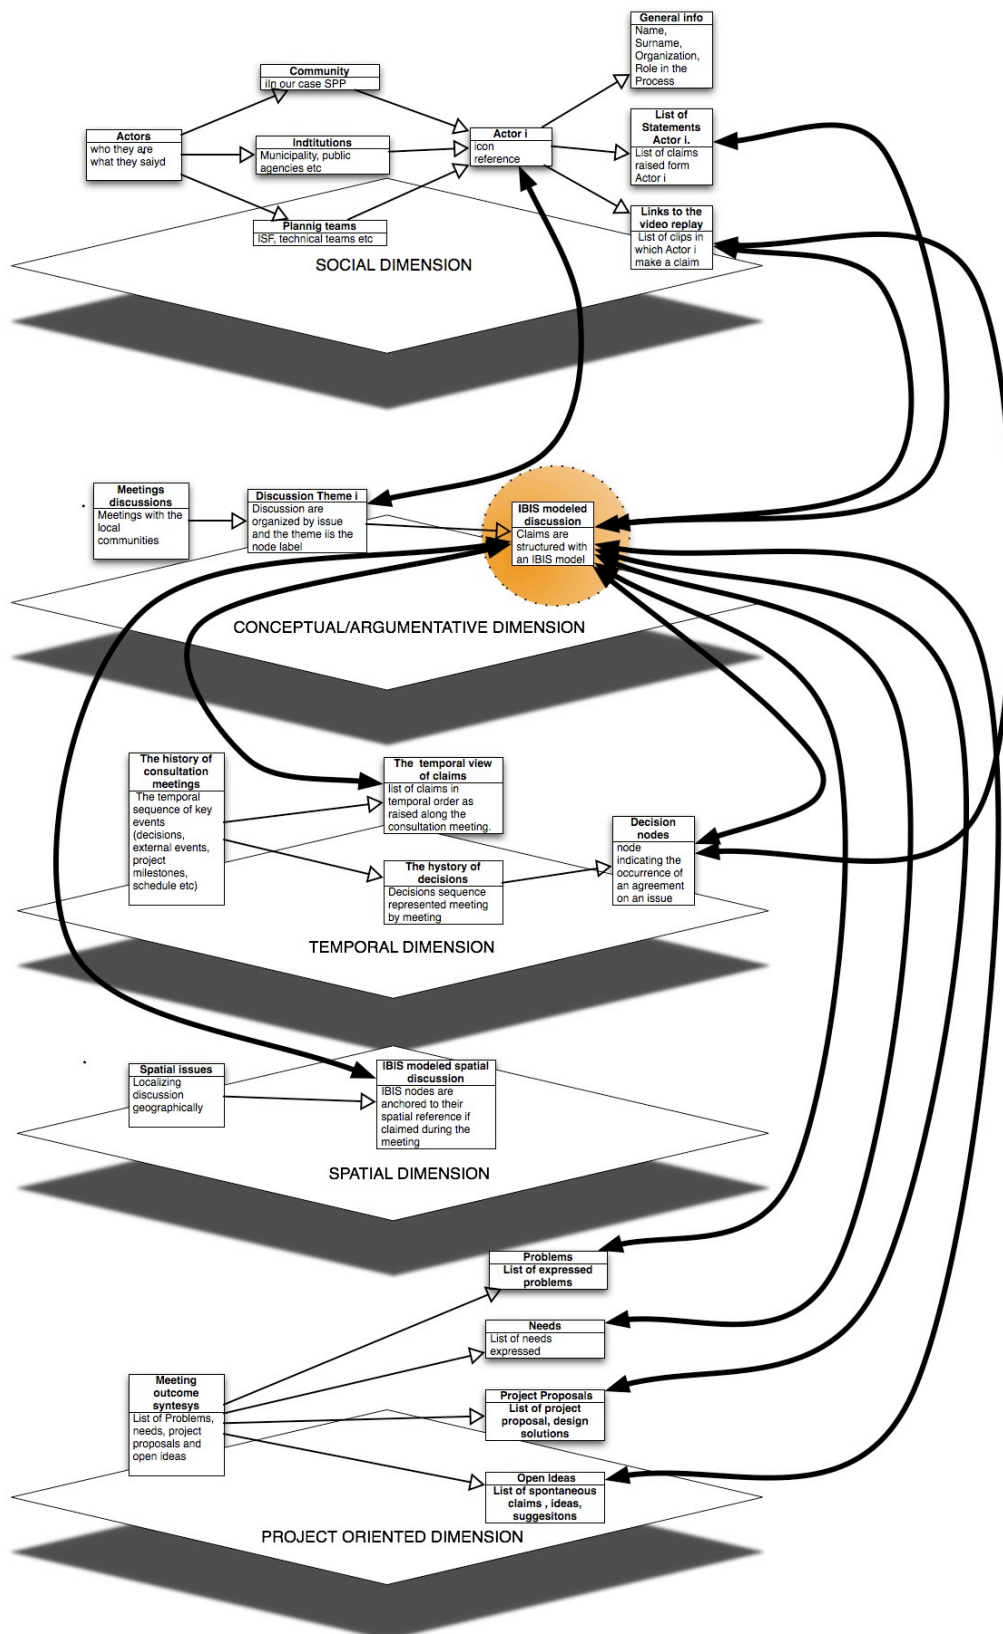 General info
Name,
Surname,
Organization,
Role in the
Process
Community
iIn our case SPP
Actors
who they are
what they saiyd
Indtitutions
Municipality, public
agencies etc
Actor i
icon
reference
List of
Statements
Actor i.
List of claims
raised form
Actor i
Plannig teams
ISF, technical teams etc
Links to the
video replay
List of clips in
which Actor i
make a claim
SOCIAL DIMENSION
Meetings
discussions
Meetings with the
local
communities
Discussion Theme i
Discussion are
organized by issue
and the theme iis the
node label
IBIS modeled
discussion
Claims are
structured with
an IBIS model
CONCEPTUAL/ARGUMENTATIVE DIMENSION
The history of
consultation
meetings
The temporal
sequence of key
events
(decisions,
external events,
project
milestones,
schedule etc)
The temporal view
of claims
list of claims in
temporal order as
raised along the
consultation meeting.
The hystory of
decisions
Decisions sequence
represented meeting
by meeting
Decision
nodes
node
indicating the
occurrence of
an agreement
on an issue
TEMPORAL DIMENSION
Spatial issues
Localizing
discussion
geographically
IBIS modeled spatial
discussion
IBIS nodes are
anchored to their
spatial reference if
claimed during the
meeting
SPATIAL DIMENSION
Problems
List of expressed
problems
Needs
List of needs
expressed
Meeting
outcome
syntesys
List of Problems,
needs, project
proposals and
open ideas
Project Proposals
List of project
proposal, design
solutions
Open Ideas
List of spontaneous
claims , ideas,
suggesitons
PROJECT ORIENTED DIMENSION